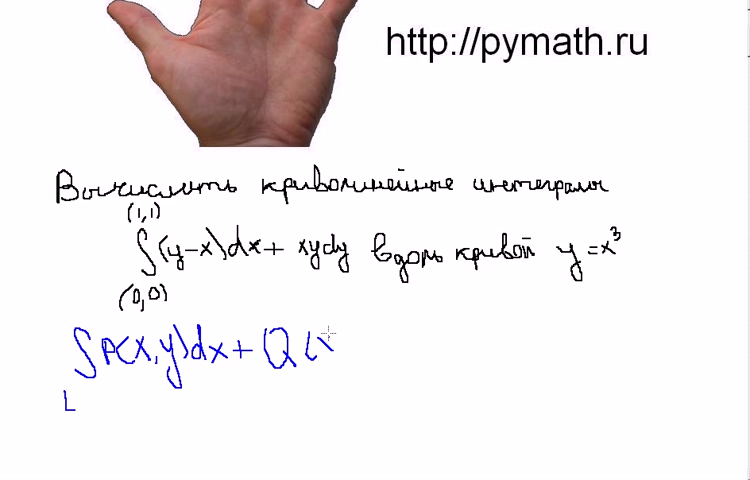 http://pymath.ru
Вычислить криволинейные интегралы
(1,1)
∫(y-x)dx+ xydy вдоль кривой y=x³
(0,0)
∫P(x,y)dx+Q(x
L